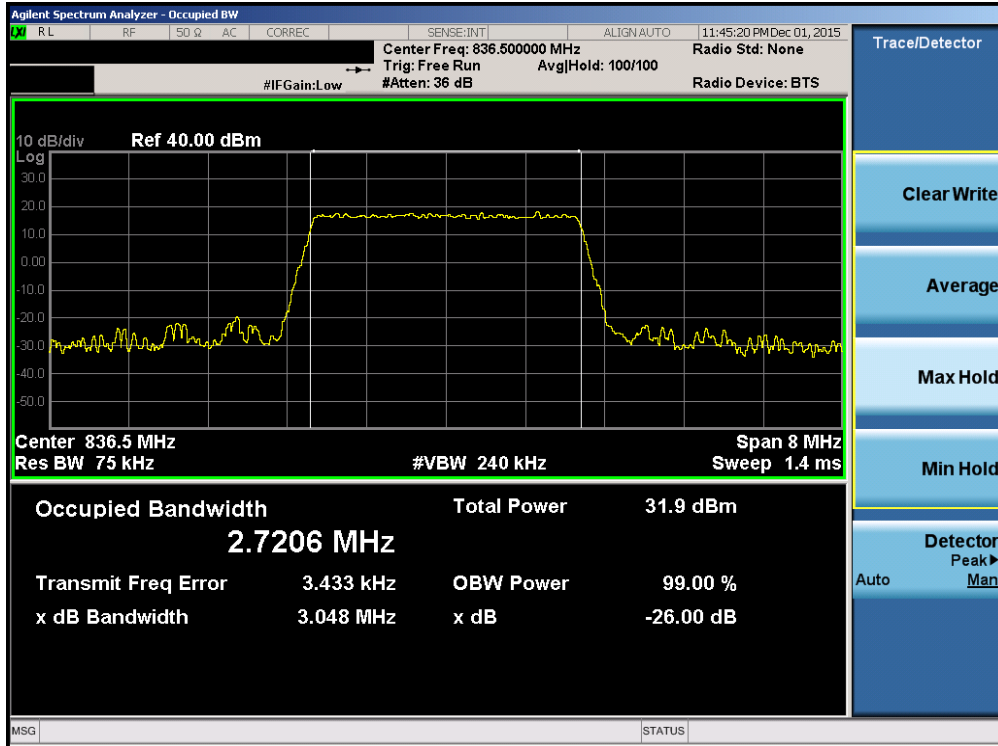 Agilent Spectrum Analyzer - Occupied BW
LXI RL RF 50 Ω AC CORREC SENSE:INT ALIGN AUTO 11:45:20 PM Dec 01, 2015
Center Freq: 836.500000 MHz Radio Std: None
Trig: Free Run Avg|Hold: 100/100
#IFGain:Low #Atten: 36 dB Radio Device: BTS
Trace/Detector
10 dB/div Ref 40.00 dBm
Log
30.0
20.0
10.0
0.00
-10.0
-20.0
-30.0
-40.0
-50.0
Center 836.5 MHz Span 8 MHz
Res BW 75 kHz #VBW 240 kHz Sweep 1.4 ms
Clear Write
Average
Max Hold
Min Hold
Detector
Peak▶
Auto Man
Occupied Bandwidth Total Power 31.9 dBm
2.7206 MHz
Transmit Freq Error 3.433 kHz OBW Power 99.00 %
x dB Bandwidth 3.048 MHz x dB -26.00 dB
MSG STATUS